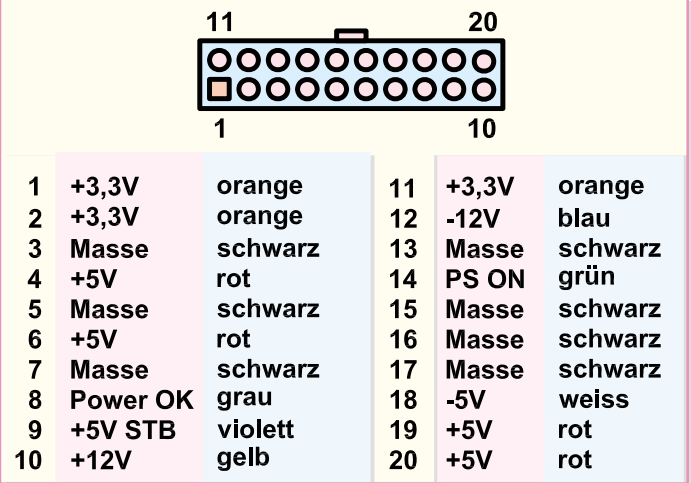 11 20
1 10
1 +3,3V orange 11 +3,3V orange
2 +3,3V orange 12 -12V blau
3 Masse schwarz 13 Masse schwarz
4 +5V rot 14 PS ON grün
5 Masse schwarz 15 Masse schwarz
6 +5V rot 16 Masse schwarz
7 Masse schwarz 17 Masse schwarz
8 Power OK grau 18 -5V weiss
9 +5V STB violett 19 +5V rot
10 +12V gelb 20 +5V rot